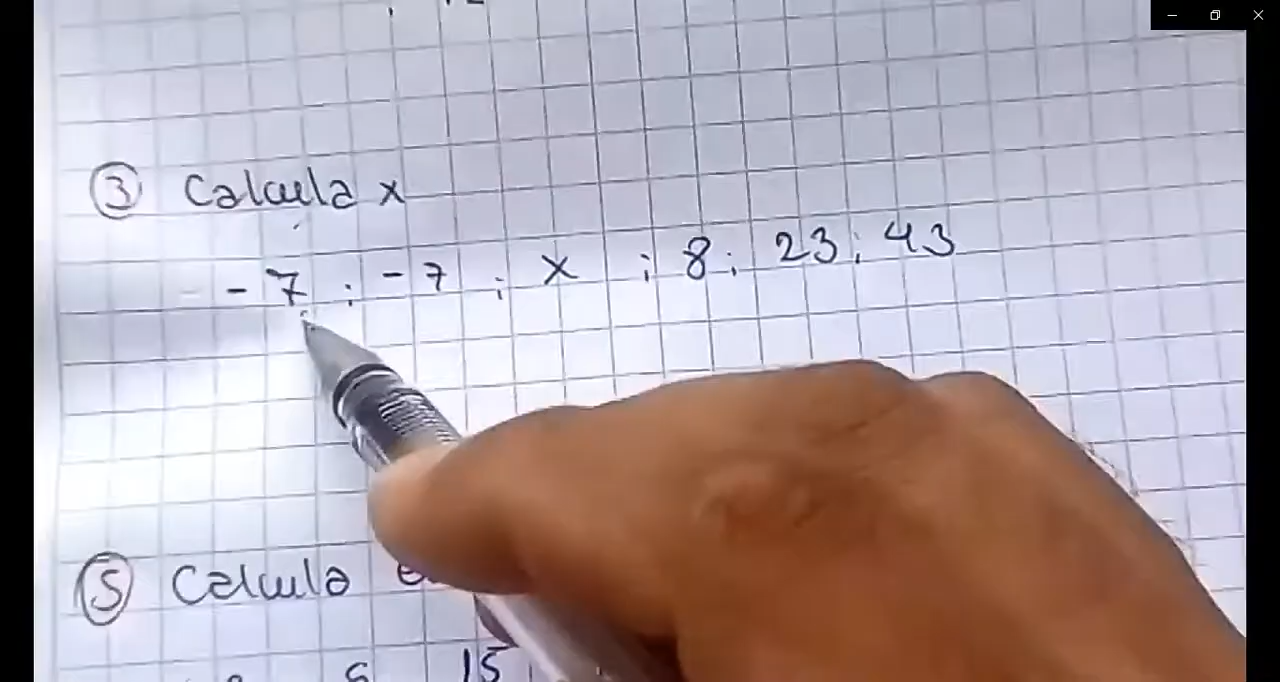 ③ Calcula x
- 7 ; - 7 ; x ; 8 ; 23 ; 43
⑤ Calcula
15